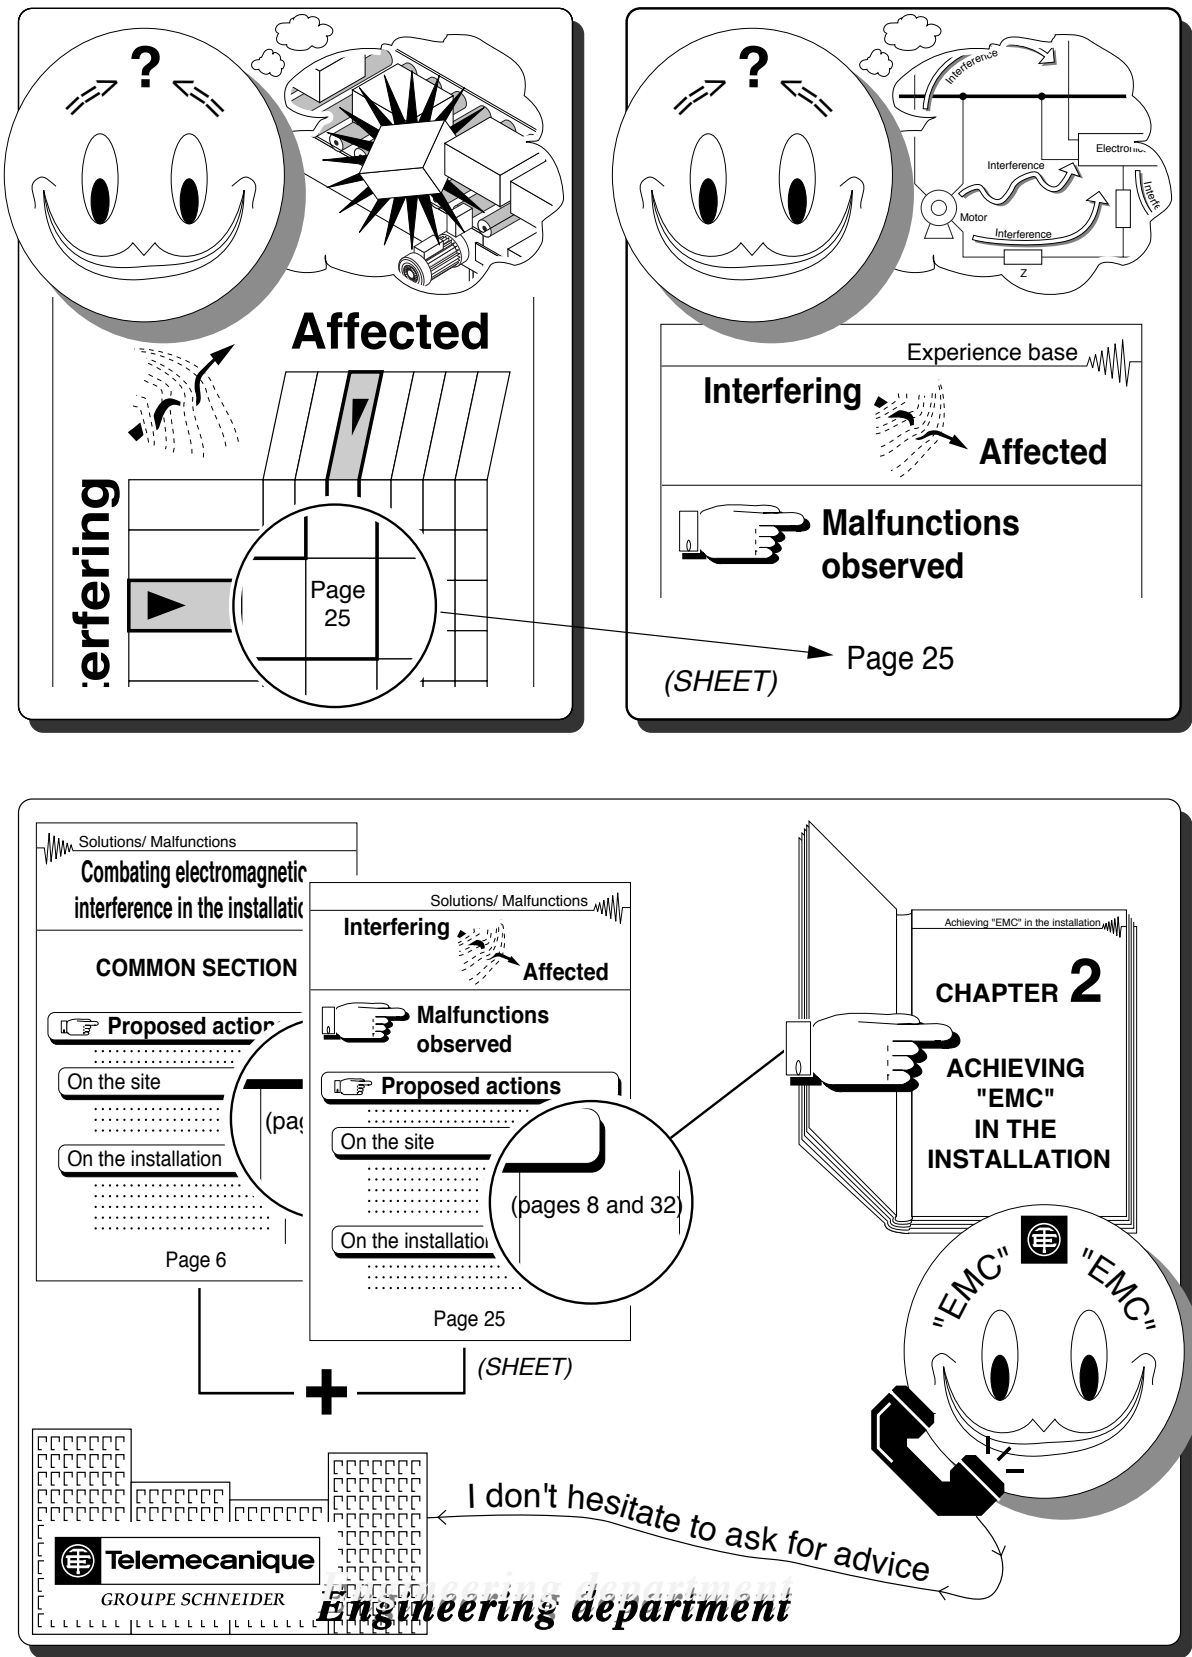 ?
Affected
erfering
Page
25
?
Interference
Electronic
Interference
Motor
Interference
Interfe
Z
Experience base
Interfering
Affected
Malfunctions
observed
Page 25
(SHEET)
Solutions/ Malfunctions
Combating electromagnetic
interference in the installatio
COMMON SECTION
Proposed action
On the site
(pag
On the installation
Page 6
Solutions/ Malfunctions
Interfering
Affected
Malfunctions
observed
Proposed actions
On the site
(pages 8 and 32)
On the installation
Page 25
(SHEET)
+
Achieving "EMC" in the installation
CHAPTER 2
ACHIEVING
"EMC"
IN THE
INSTALLATION
"EMC" "EMC"
I don't hesitate to ask for advice
Telemecanique
GROUPE SCHNEIDER
Engineering department